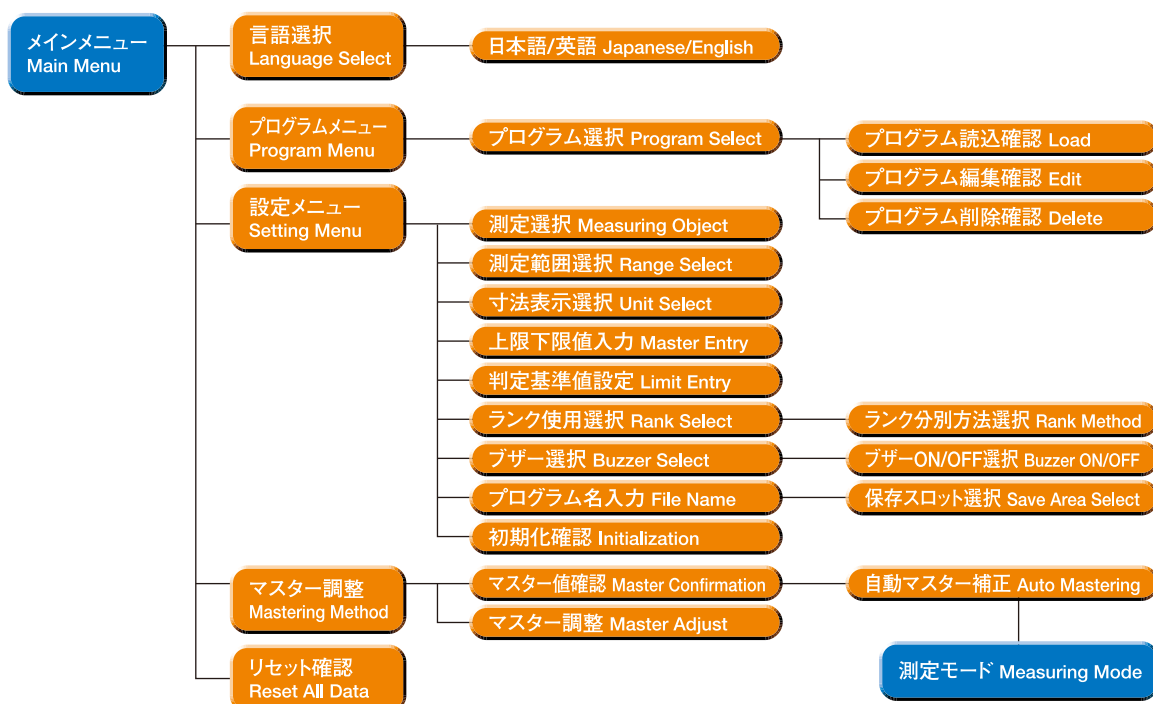 メインメニュー
Main Menu
言語選択
Language Select
日本語/英語 Japanese/English
プログラムメニュー
Program Menu
プログラム選択 Program Select
プログラム読込確認 Load
プログラム編集確認 Edit
プログラム削除確認 Delete
設定メニュー
Setting Menu
測定選択 Measuring Object
測定範囲選択 Range Select
寸法表示選択 Unit Select
上限下限値入力 Master Entry
判定基準値設定 Limit Entry
ランク使用選択 Rank Select
ランク分別方法選択 Rank Method
ブザー選択 Buzzer Select
ブザーON/OFF選択 Buzzer ON/OFF
プログラム名入力 File Name
保存スロット選択 Save Area Select
初期化確認 Initialization
マスター調整
Mastering Method
マスター値確認 Master Confirmation
自動マスター補正 Auto Mastering
マスター調整 Master Adjust
測定モード Measuring Mode
リセット確認
Reset All Data